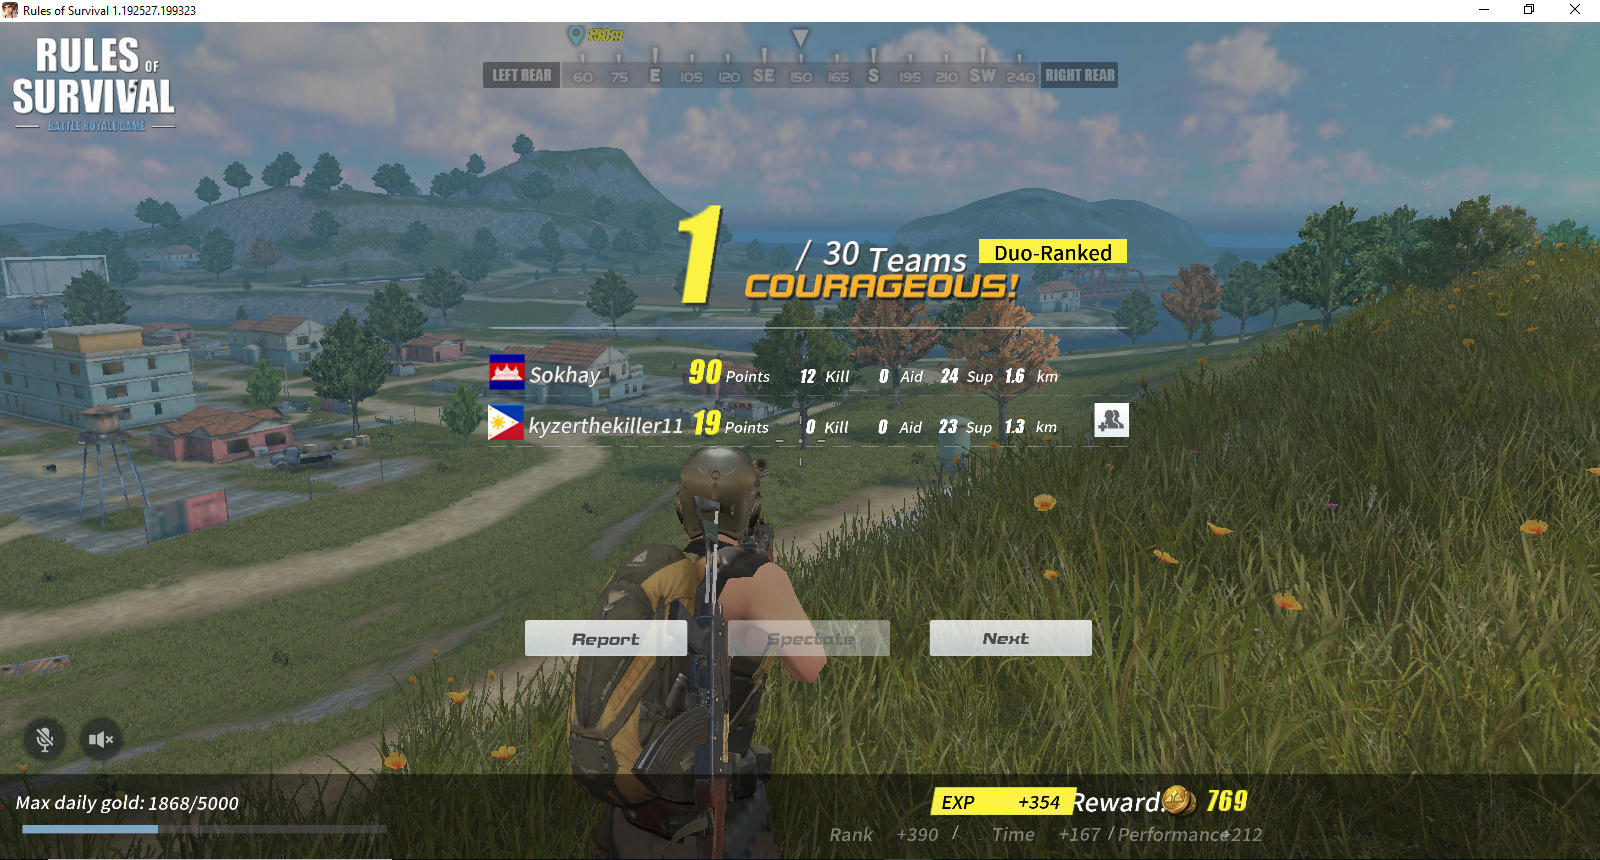 Rules of Survival 1.192527.199323
RULES OF
SURVIVAL
BATTLE ROYALE GAME
LEFT REAR 60 75 E 105 120 SE 150 165 S 195 210 SW 240 RIGHT REAR
1 / 30 Teams Duo-Ranked
COURAGEOUS!
Sokhay 90 Points 12 Kill 0 Aid 24 Sup 1.6 km
kyzerthekiller11 19 Points 0 Kill 0 Aid 23 Sup 1.3 km
Report Spectate Next
Max daily gold: 1868/5000
EXP +354 Reward: 769
Rank +390 / Time +167 / Performance+212